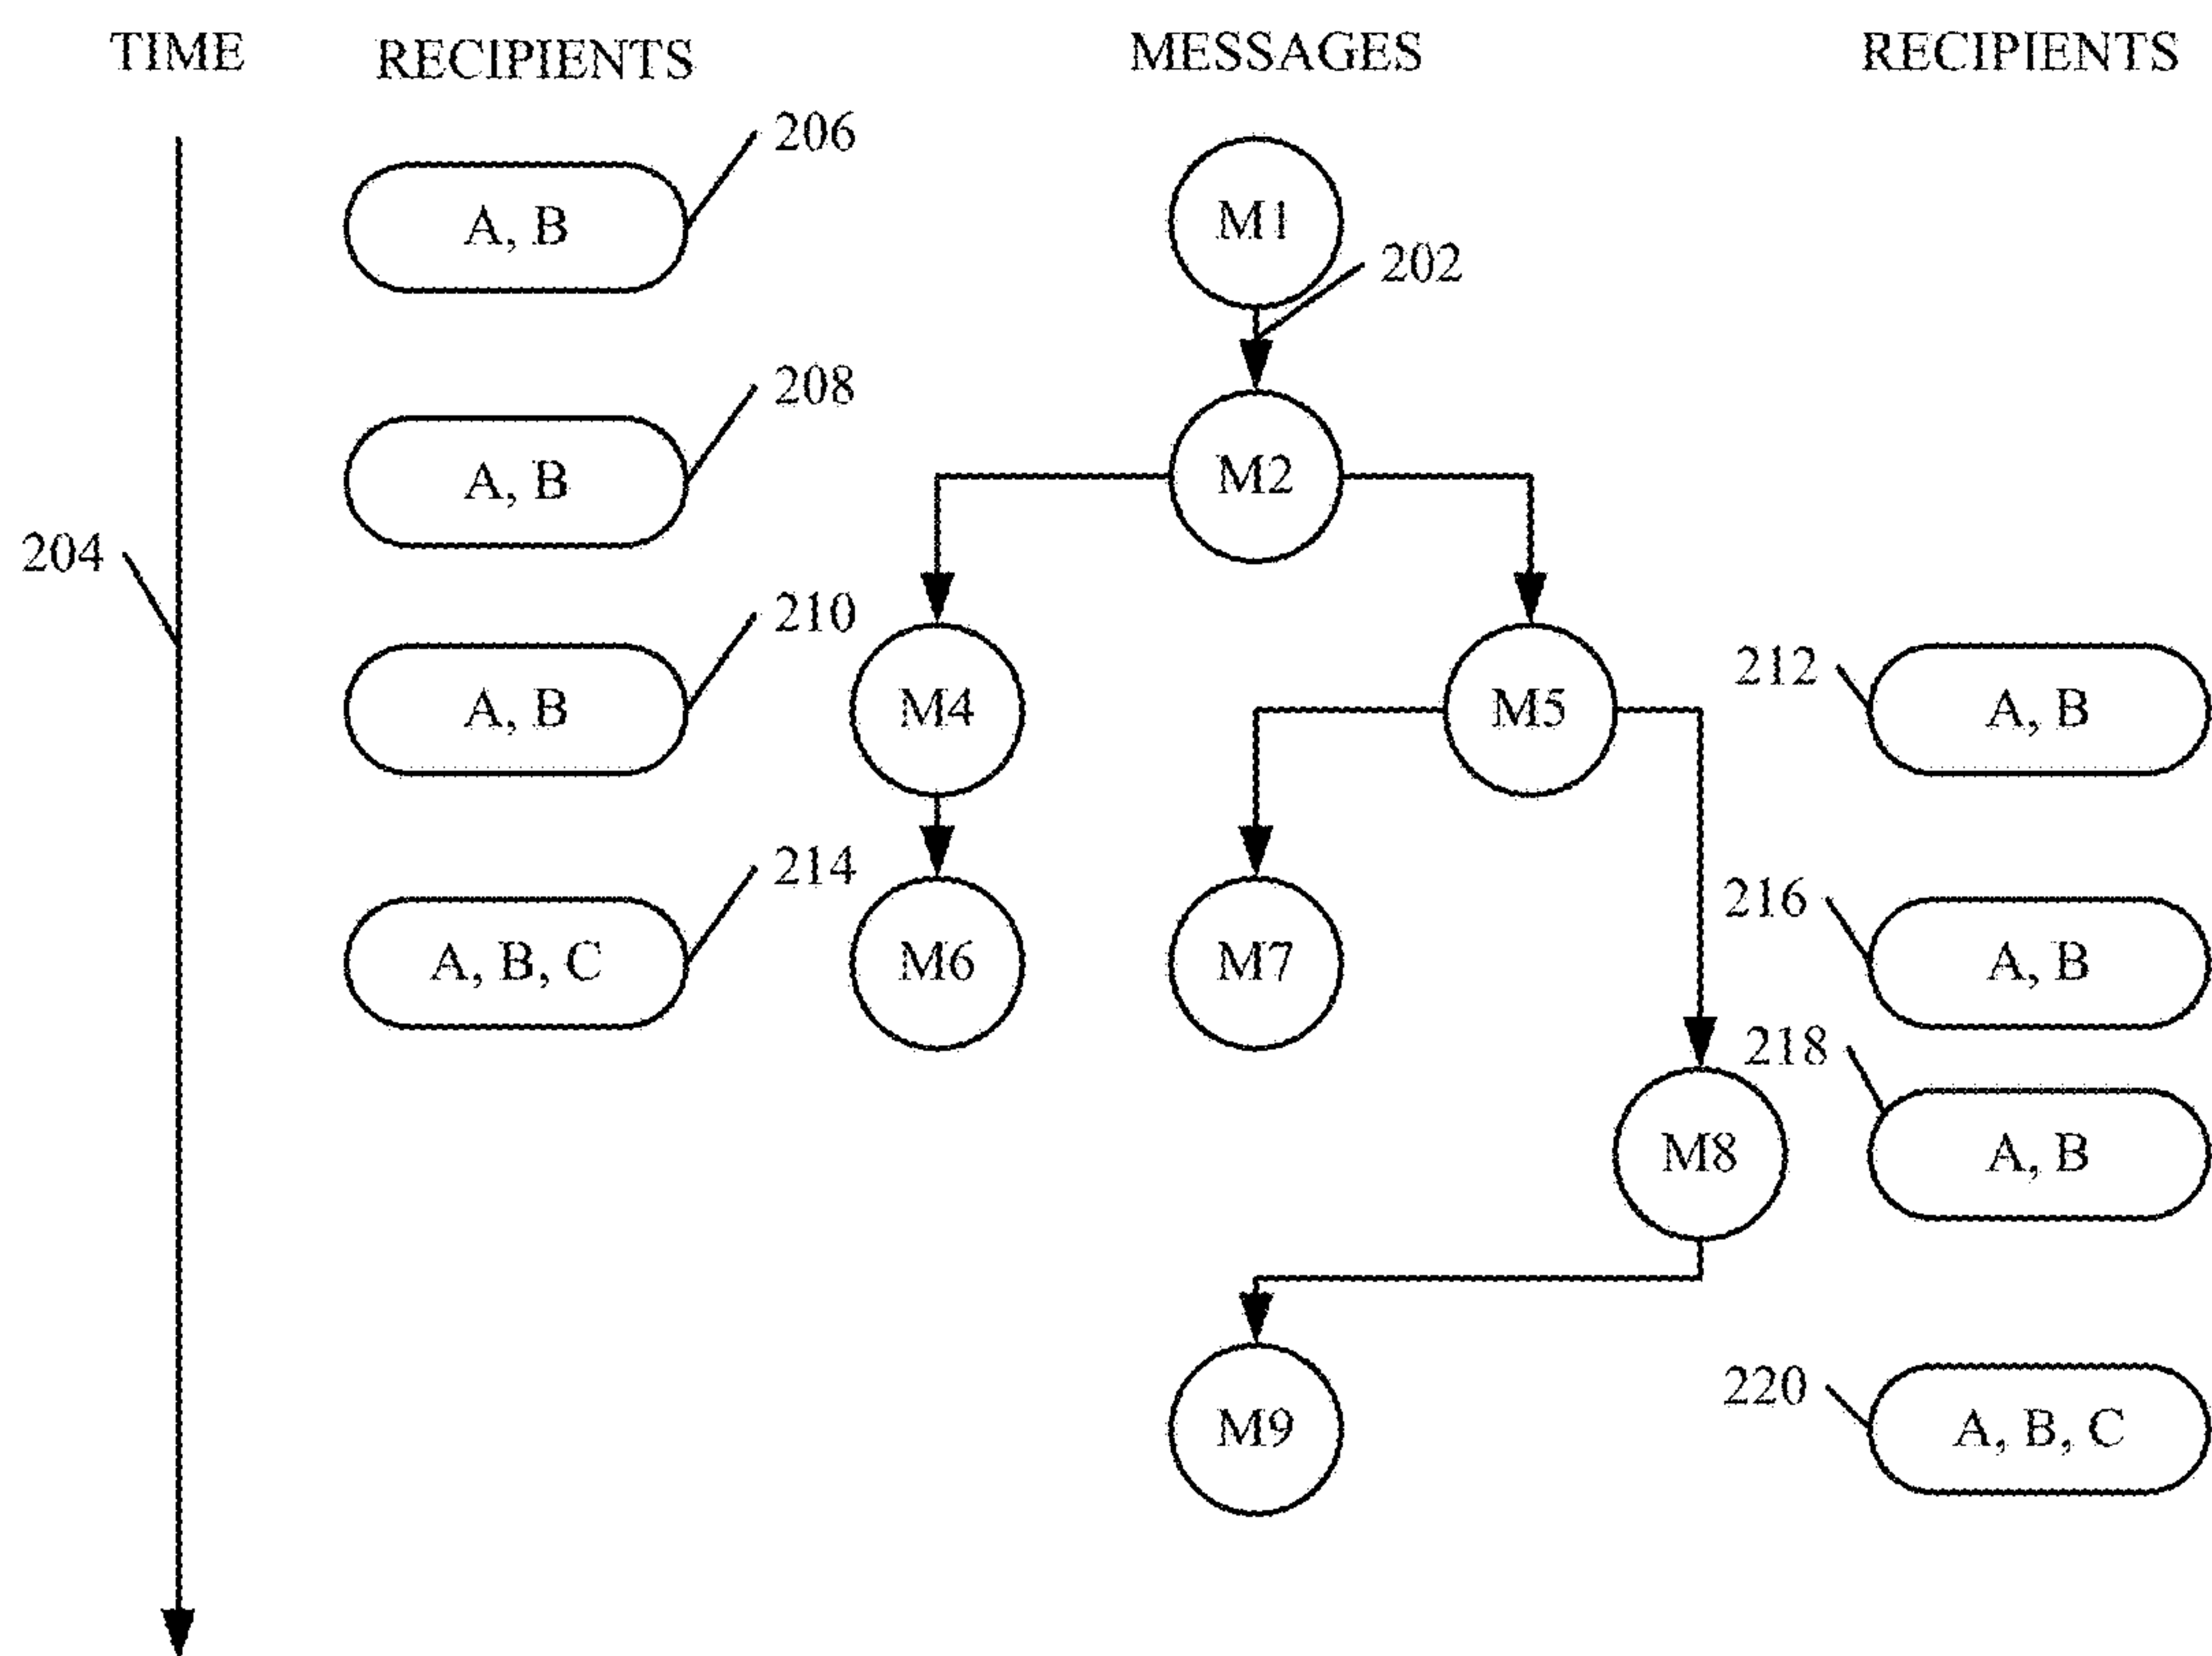 TIME
RECIPIENTS
MESSAGES
RECIPIENTS
206
A, B
M1
202
208
A, B
M2
204
210
A, B
M4
M5
212
A, B
214
A, B, C
M6
M7
216
A, B
218
M8
A, B
M9
220
A, B, C